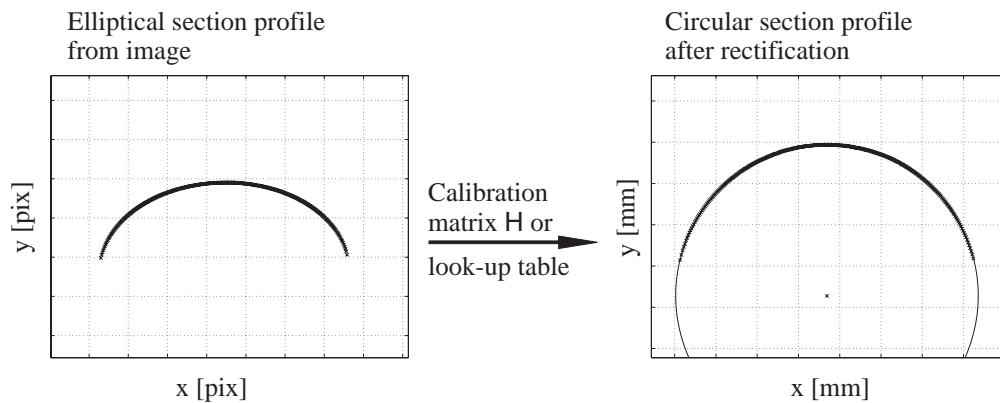 Elliptical section profile
from image
y [pix]
x [pix]
Calibration
matrix H or
look-up table
Circular section profile
after rectification
y [mm]
x [mm]